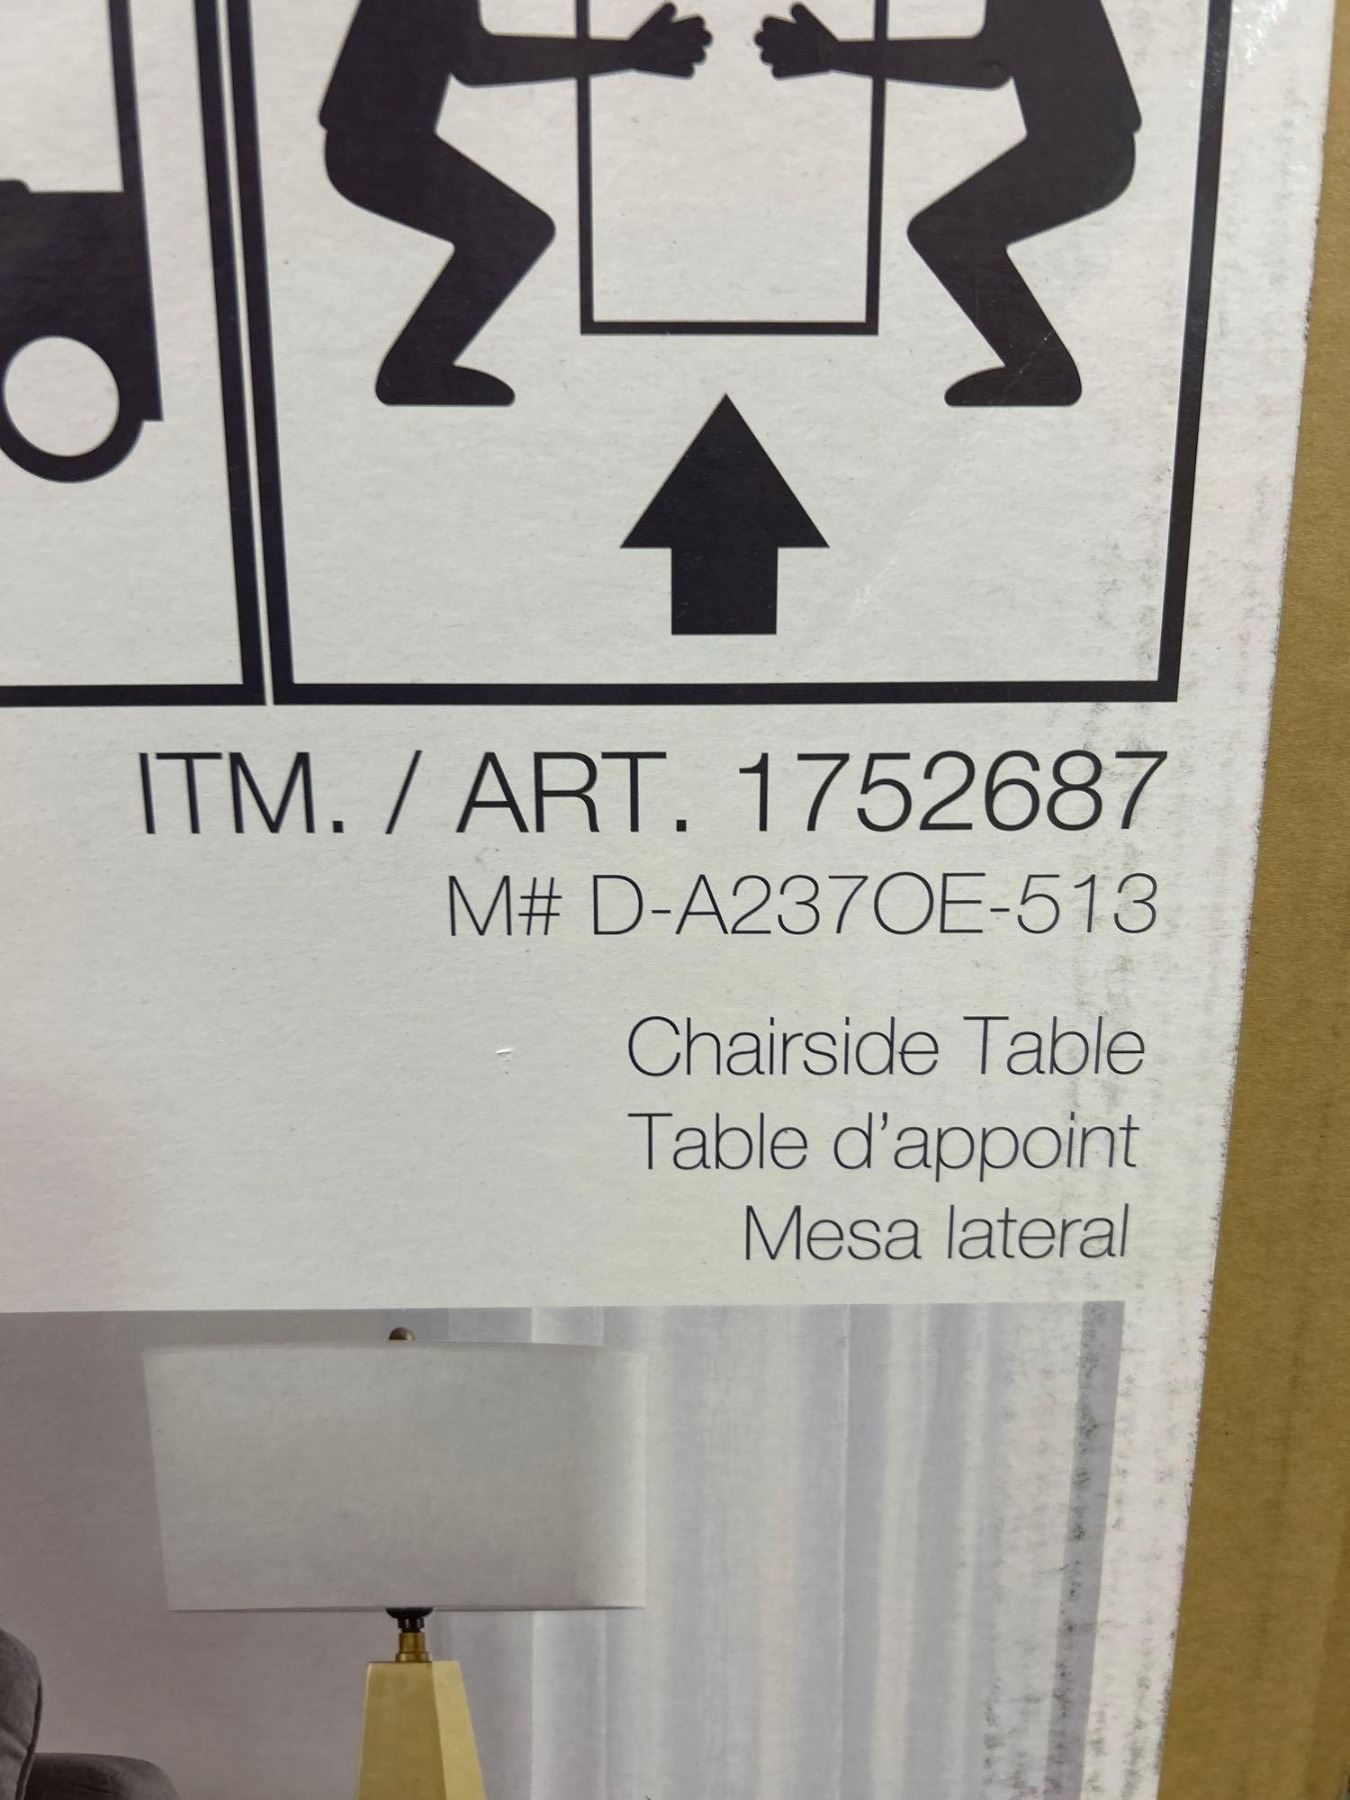 ITM. / ART. 1752687
M# D-A237OE-513
Chairside Table
Table d’appoint
Mesa lateral